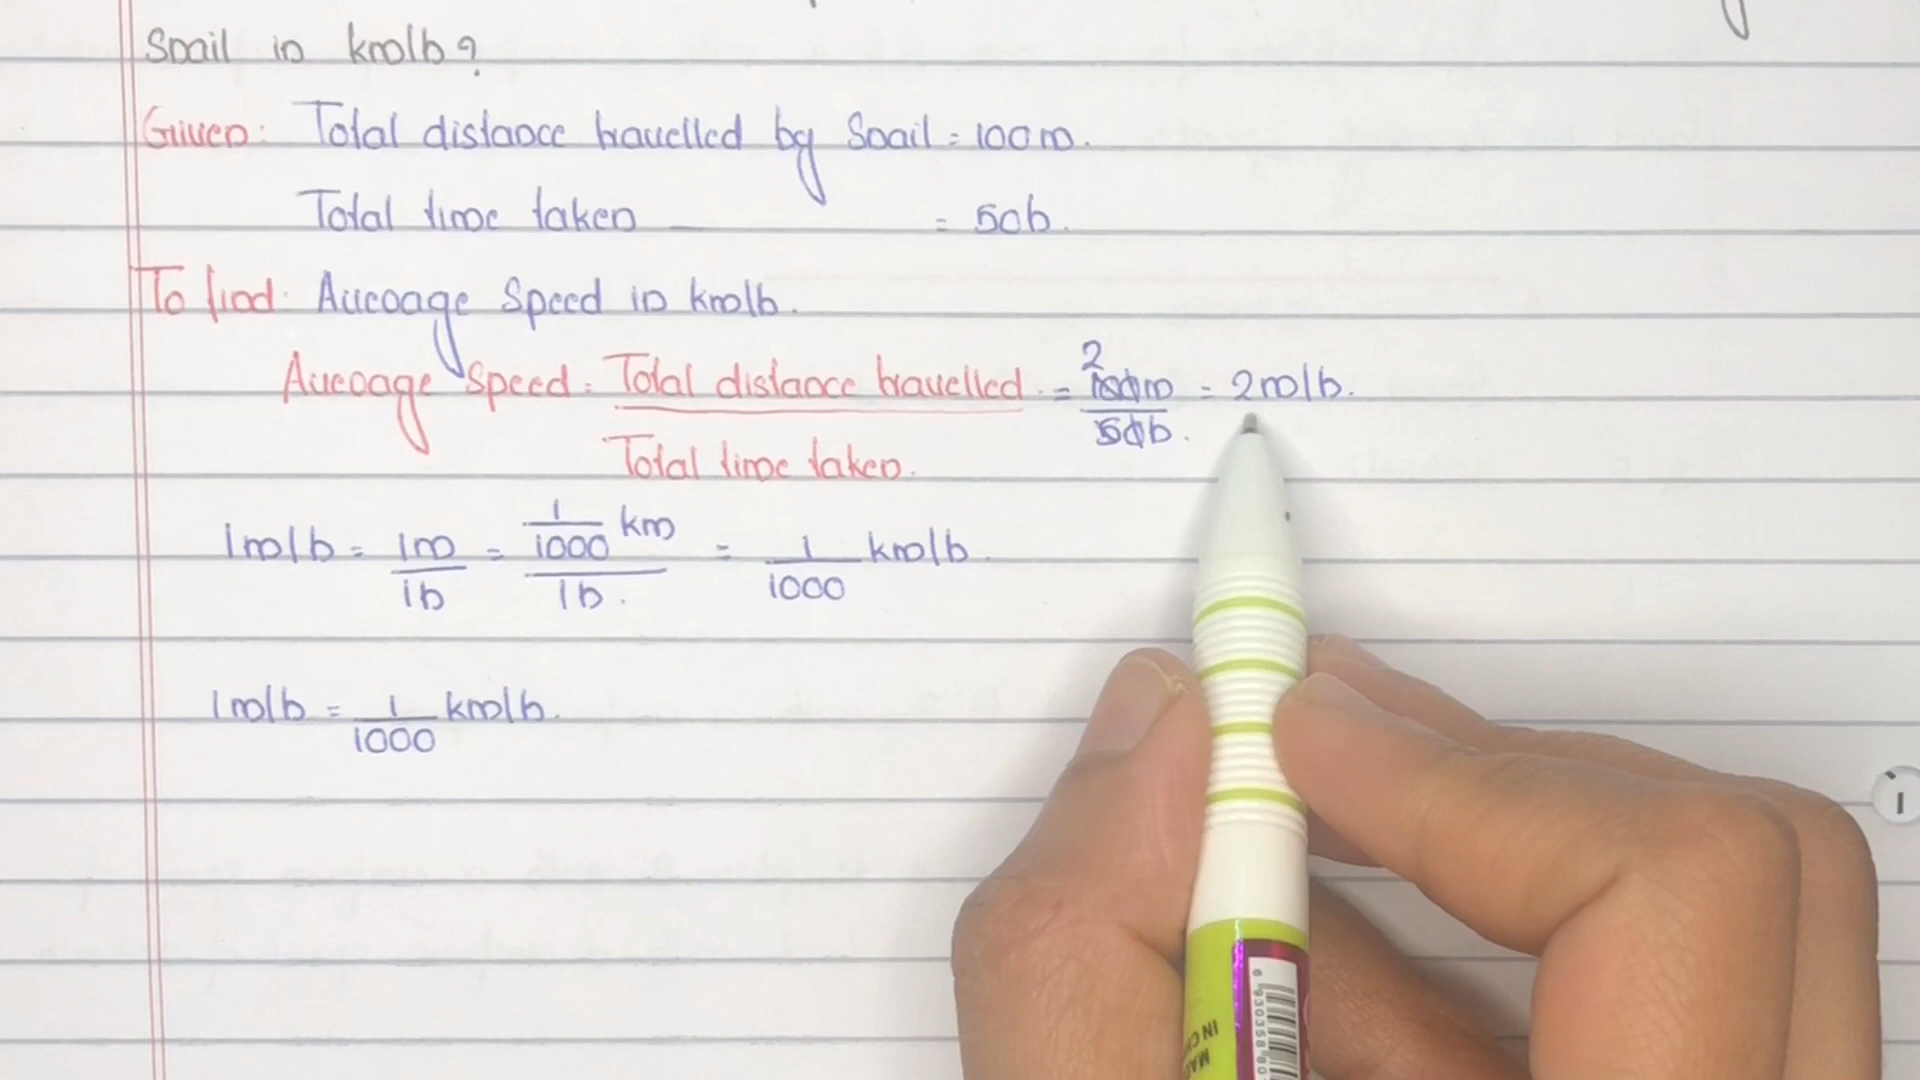 Snail in km/h?
Given: Total distance travelled by Snail = 100m.
Total time taken = 50h.
To find: Average Speed in km/h.
Average Speed = Total distance travelled / Total time taken. = 100m / 50h. 2 = 2m/h.
1m/h = 1m / 1h = 1/1000 km / 1h. = 1/1000 km/h.
1m/h = 1/1000 km/h.